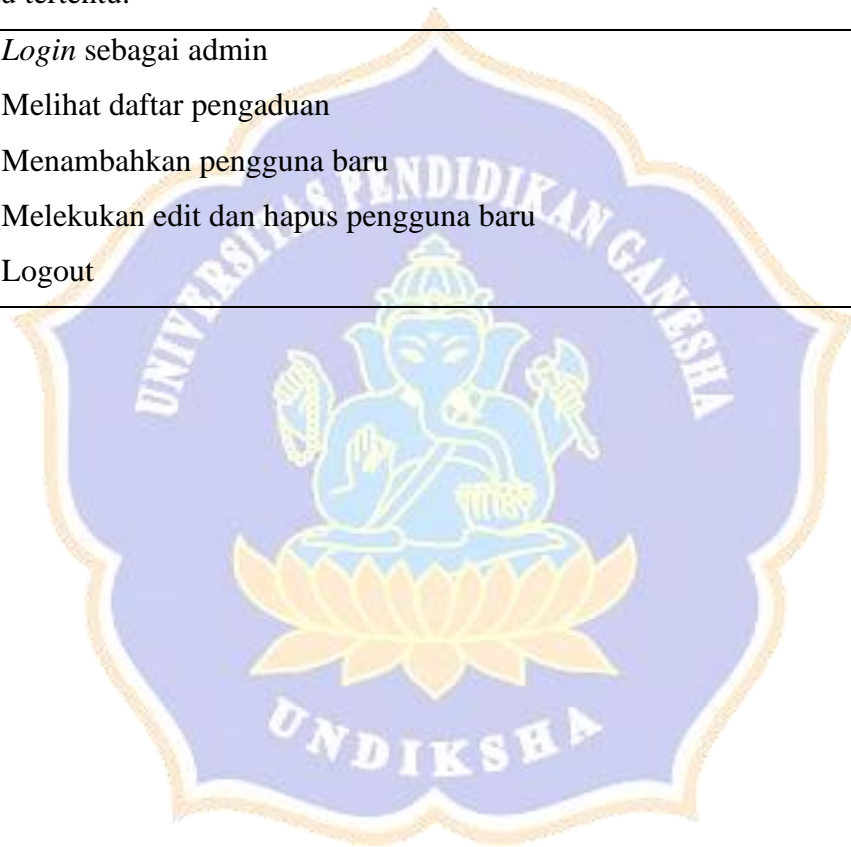 a tertentu.
Login sebagai admin
Melihat daftar pengaduan
Menambahkan pengguna baru
Melekukan edit dan hapus pengguna baru
Logout
UNIVERSITAS PENDIDIKAN GANESHA
UNDIKSHA